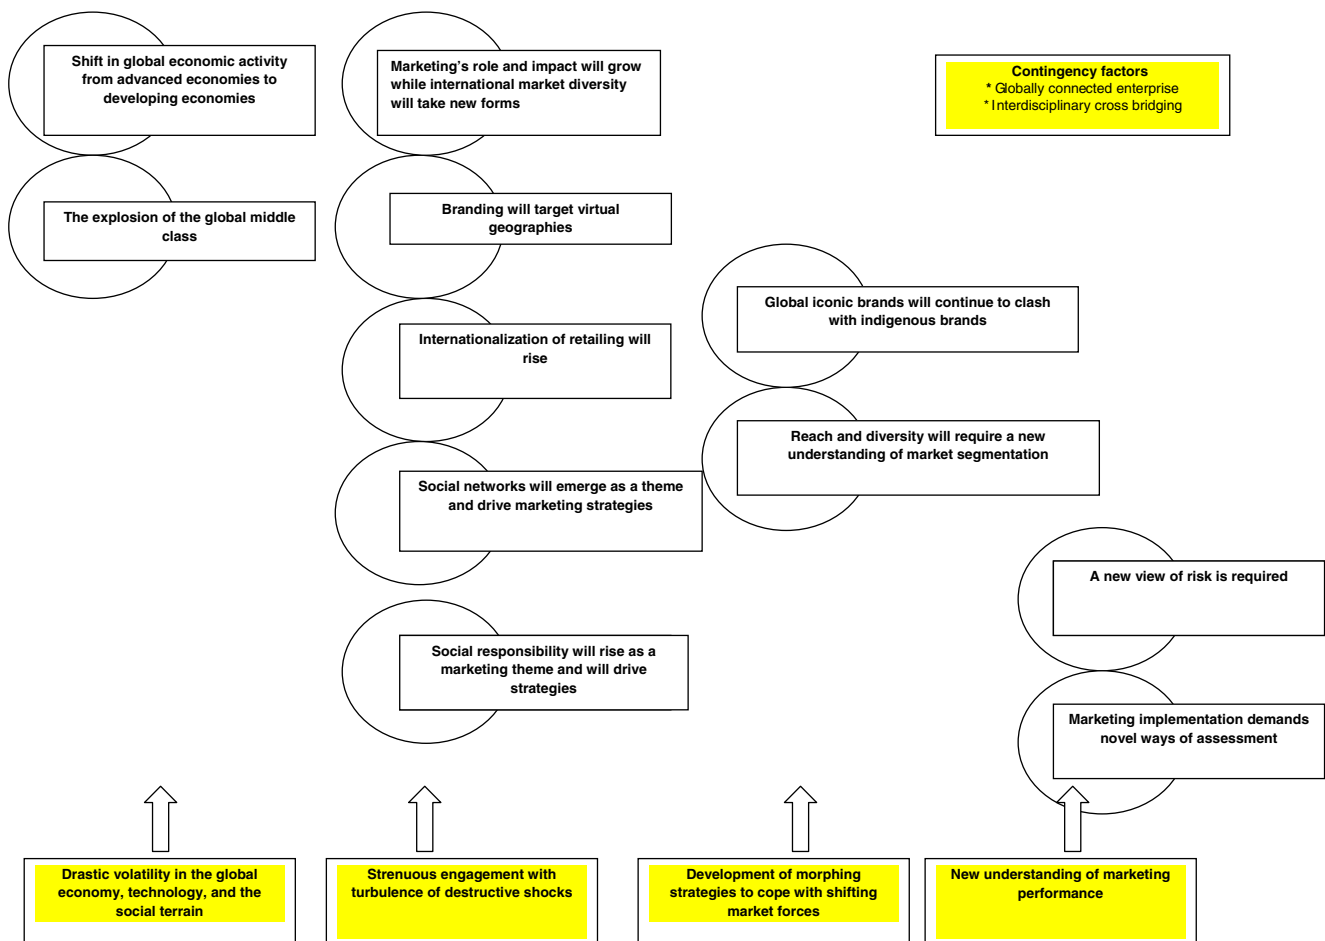 Shift in global economic activity
from advanced economies to
developing economies
The explosion of the global middle
class
Marketing's role and impact will grow
while international market diversity
will take new forms
Branding will target virtual
geographies
Internationalization of retailing will
rise
Social networks will emerge as a theme
and drive marketing strategies
Social responsibility will rise as a
marketing theme and will drive
strategies
Contingency factors
* Globally connected enterprise
* Interdisciplinary cross bridging
Global iconic brands will continue to clash
with indigenous brands
Reach and diversity will require a new
understanding of market segmentation
A new view of risk is required
Marketing implementation demands
novel ways of assessment
Drastic volatility in the global
economy, technology, and the
social terrain
Strenuous engagement with
turbulence of destructive shocks
Development of morphing
strategies to cope with shifting
market forces
New understanding of marketing
performance